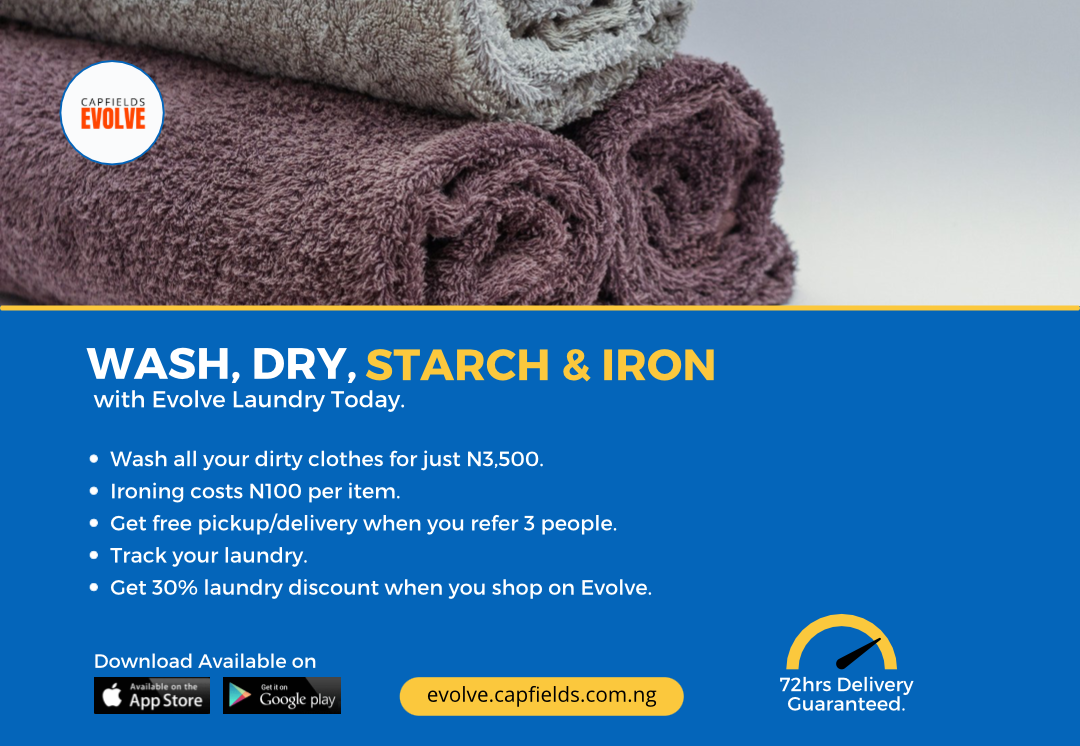 CAPFIELDS
EVOLVE
WASH, DRY, STARCH & IRON
with Evolve Laundry Today.
Wash all your dirty clothes for just N3,500.
Ironing costs N100 per item.
Get free pickup/delivery when you refer 3 people.
Track your laundry.
Get 30% laundry discount when you shop on Evolve.
Download Available on
Available on the
App Store
Get it on
Google play
evolve.capfields.com.ng
72hrs Delivery
Guaranteed.